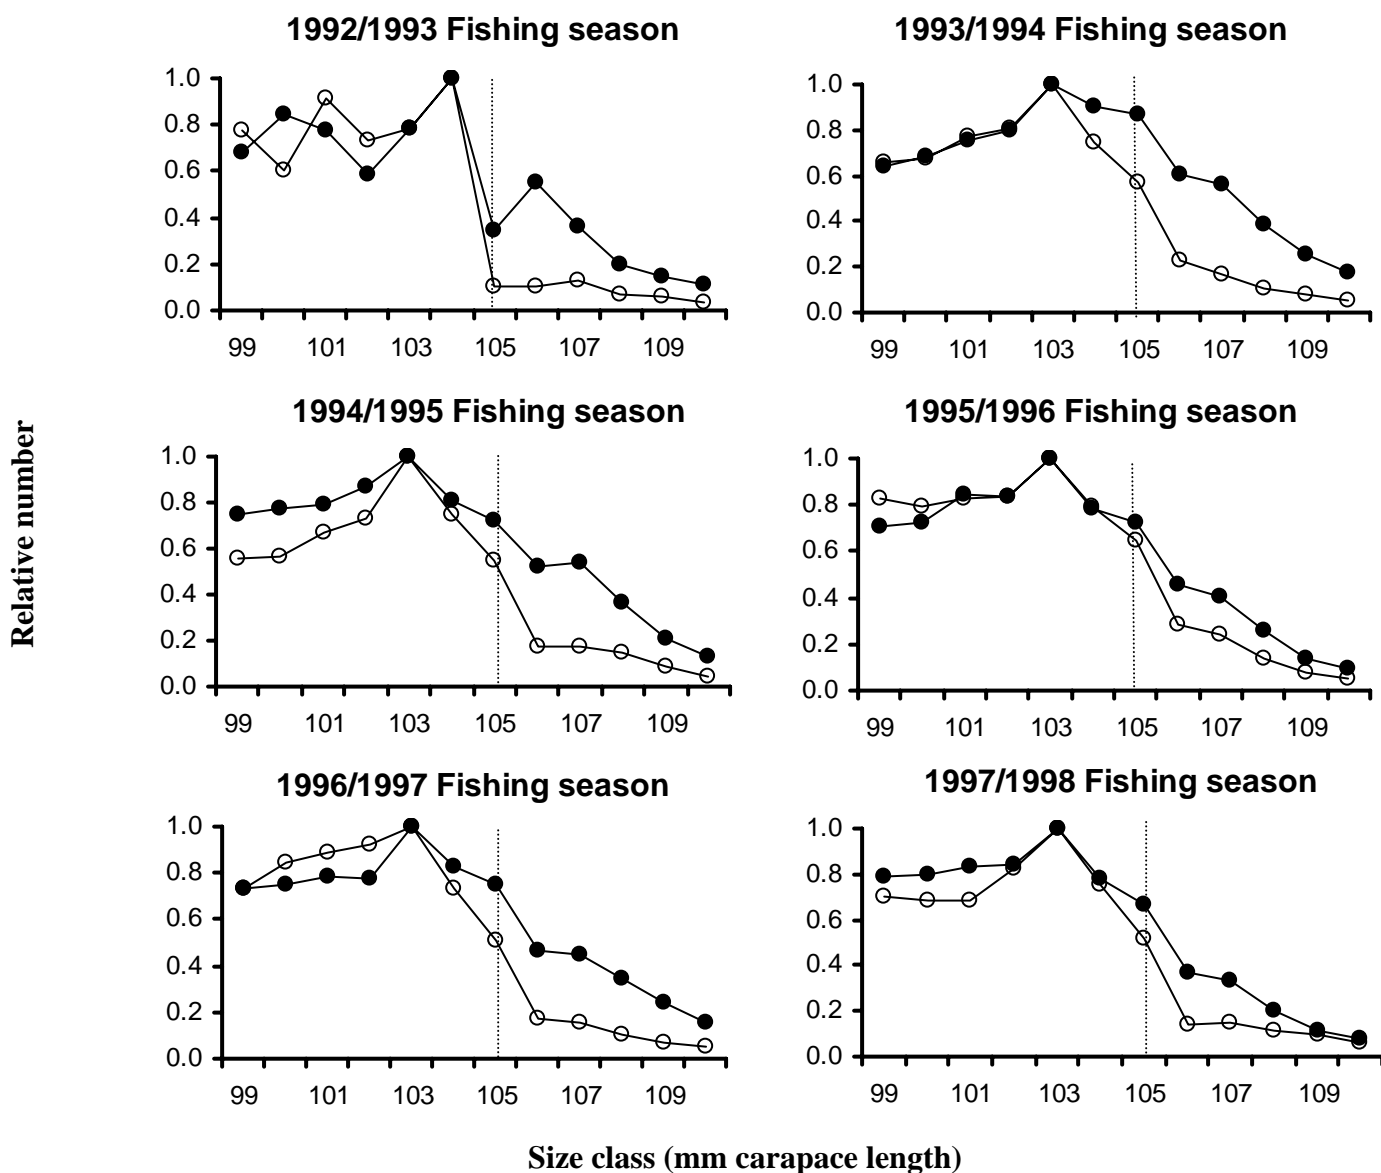 1992/1993 Fishing season
1.0
0.8
0.6
0.4
0.2
0.0
99 101 103 105 107 109
1993/1994 Fishing season
1.0
0.8
0.6
0.4
0.2
0.0
99 101 103 105 107 109
Relative number
1994/1995 Fishing season
1.0
0.8
0.6
0.4
0.2
0.0
99 101 103 105 107 109
1995/1996 Fishing season
1.0
0.8
0.6
0.4
0.2
0.0
99 101 103 105 107 109
1996/1997 Fishing season
1.0
0.8
0.6
0.4
0.2
0.0
99 101 103 105 107 109
1997/1998 Fishing season
1.0
0.8
0.6
0.4
0.2
0.0
99 101 103 105 107 109
Size class (mm carapace length)